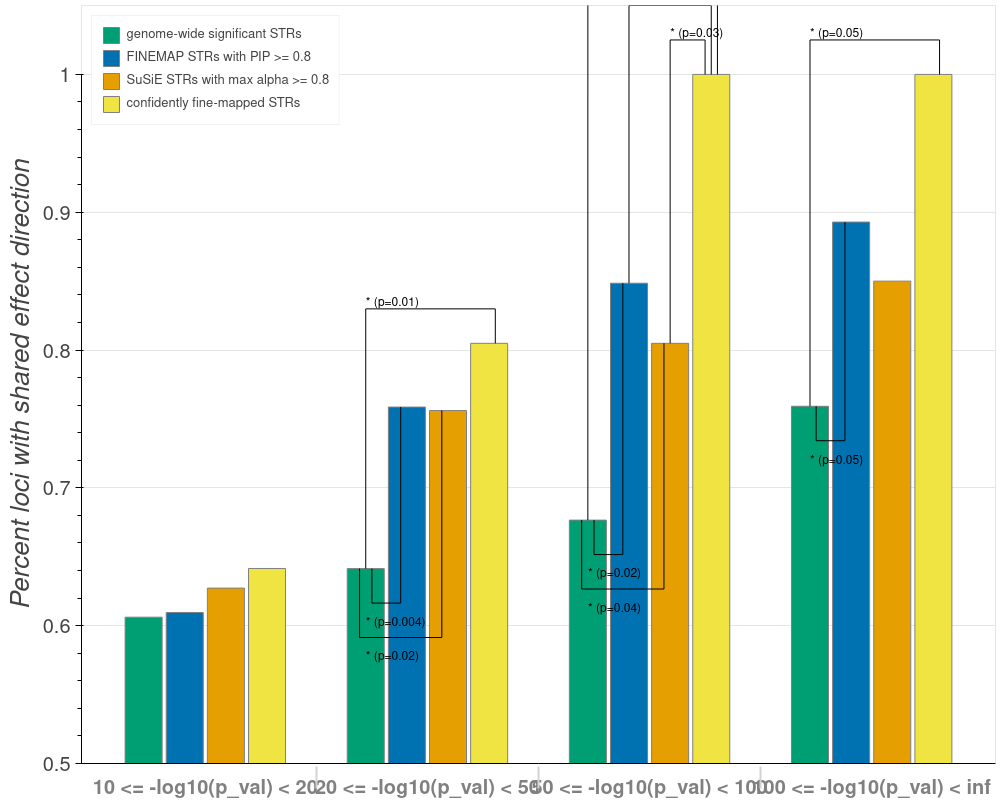 genome-wide significant STRs
FINEMAP STRs with PIP >= 0.8
SuSiE STRs with max alpha >= 0.8
confidently fine-mapped STRs
Percent loci with shared effect direction
1
0.9
0.8
0.7
0.6
0.5
* (p=0.01)
* (p=0.004)
* (p=0.02)
* (p=0.03)
* (p=0.02)
* (p=0.04)
* (p=0.05)
* (p=0.05)
10 <= -log10(p_val) < 20
20 <= -log10(p_val) < 50
50 <= -log10(p_val) < 100
100 <= -log10(p_val) < inf